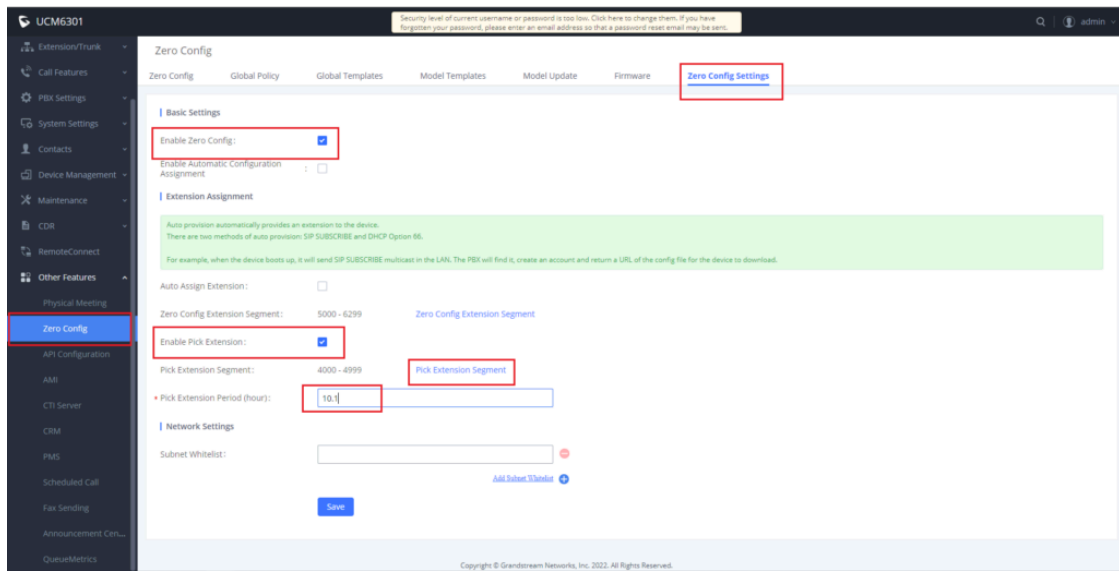 UCM6301
Security level of current username or password is too low. Click here to change them. If you have
forgotten your password, please enter an email address so that a password reset email may be sent.
admin
Extension/Trunk
Call Features
PBX Settings
System Settings
Contacts
Device Management
Maintenance
CDR
RemoteConnect
Other Features
Physical Meeting
Zero Config
API Configuration
AMI
CTI Server
CRM
PMS
Scheduled Call
Fax Sending
Announcement Cen...
QueueMetrics
Zero Config
Zero Config Global Policy Global Templates Model Templates Model Update Firmware Zero Config Settings
Basic Settings
Enable Zero Config:
Enable Automatic Configuration
Assignment :
Extension Assignment
Auto provision automatically provides an extension to the device.
There are two methods of auto provision: SIP SUBSCRIBE and DHCP Option 66.
For example, when the device boots up, it will send SIP SUBSCRIBE multicast in the LAN. The PBX will find it, create an account and return a URL of the config file for the device to download.
Auto Assign Extension:
Zero Config Extension Segment: 5000 - 6299 Zero Config Extension Segment
Enable Pick Extension:
Pick Extension Segment: 4000 - 4999 Pick Extension Segment
* Pick Extension Period (hour): 10.1
Network Settings
Subnet Whitelist:
Add Subnet Whitelist
Save
Copyright © Grandstream Networks, Inc. 2022. All Rights Reserved.